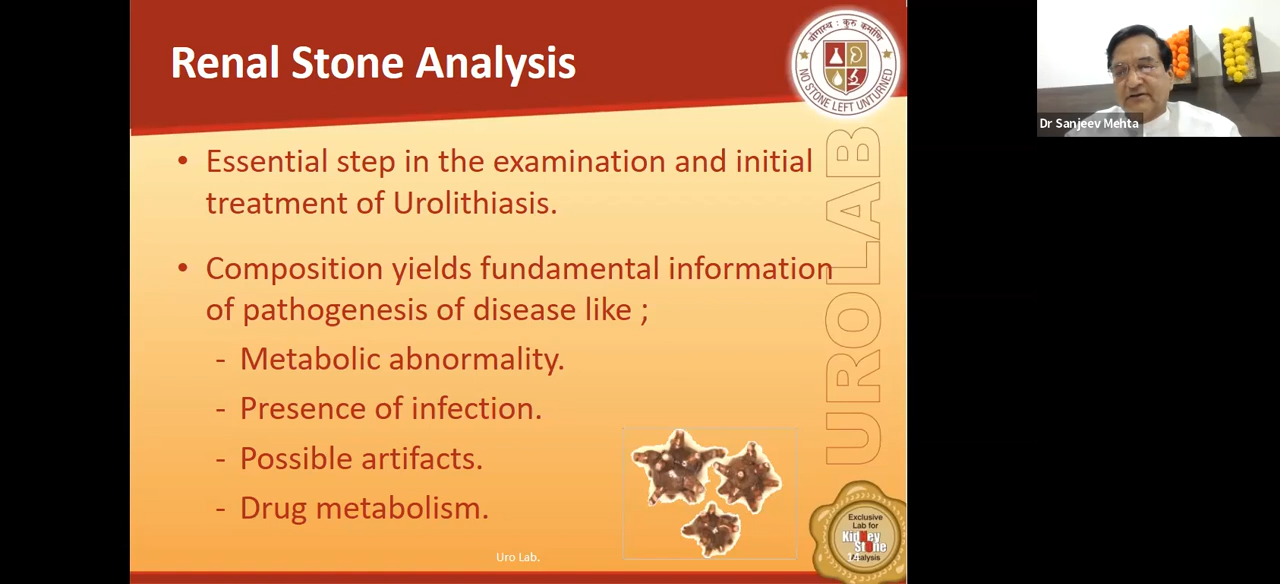 Renal Stone Analysis
योगस्थ : कुरु कर्माणि
NO STONE LEFT UNTURNED
Dr Sanjeev Mehta
• Essential step in the examination and initial
treatment of Urolithiasis.
• Composition yields fundamental information
of pathogenesis of disease like ;
- Metabolic abnormality.
- Presence of infection.
- Possible artifacts.
- Drug metabolism.
UROLAB
Uro Lab.
Exclusive
Lab for
Kidney
Stone
Analysis